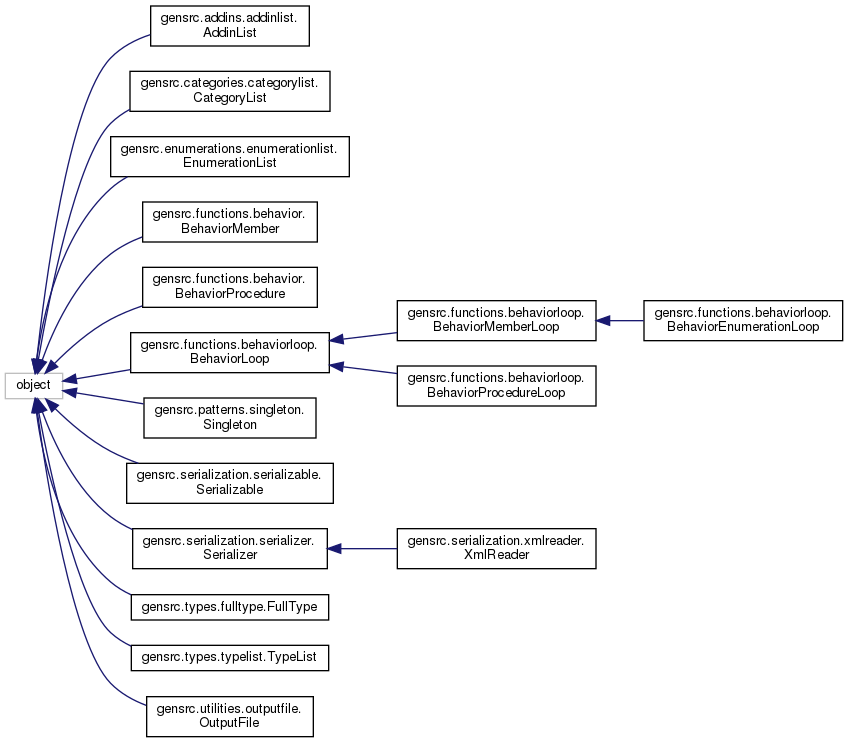 gensrc.addins.addinlist.
AddinList
gensrc.categories.categorylist.
CategoryList
gensrc.enumerations.enumerationlist.
EnumerationList
gensrc.functions.behavior.
BehaviorMember
gensrc.functions.behavior.
BehaviorProcedure
gensrc.functions.behaviorloop.
BehaviorLoop
gensrc.functions.behaviorloop.
BehaviorMemberLoop
gensrc.functions.behaviorloop.
BehaviorEnumerationLoop
gensrc.functions.behaviorloop.
BehaviorProcedureLoop
object
gensrc.patterns.singleton.
Singleton
gensrc.serialization.serializable.
Serializable
gensrc.serialization.serializer.
Serializer
gensrc.serialization.xmlreader.
XmlReader
gensrc.types.fulltype.FullType
gensrc.types.typelist.TypeList
gensrc.utilities.outputfile.
OutputFile